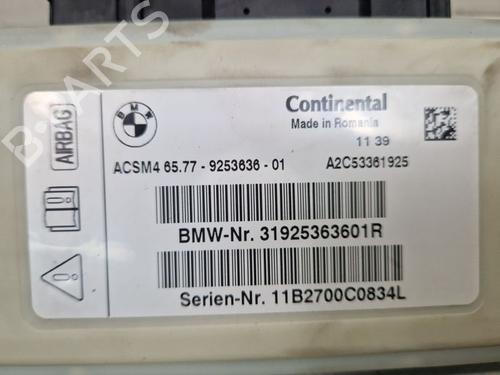 AIRBAG
BMW
Continental
Made in Romania
11 39
ACSM4 65.77 - 9253636 - 01 A2C53361925
BMW-Nr. 31925363601R
Serien-Nr. 11B2700C0834L
B-PARTS